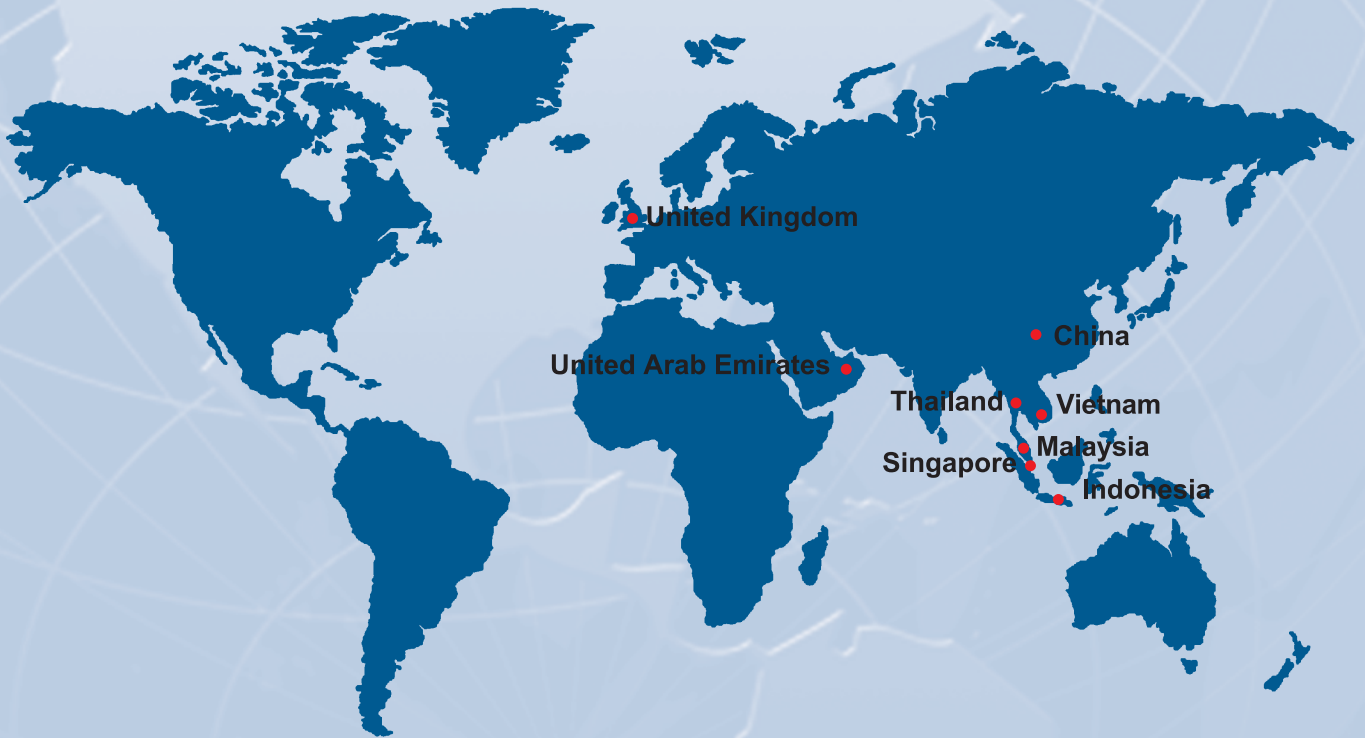 United Kingdom
China
United Arab Emirates
Thailand
Vietnam
Malaysia
Singapore
Indonesia